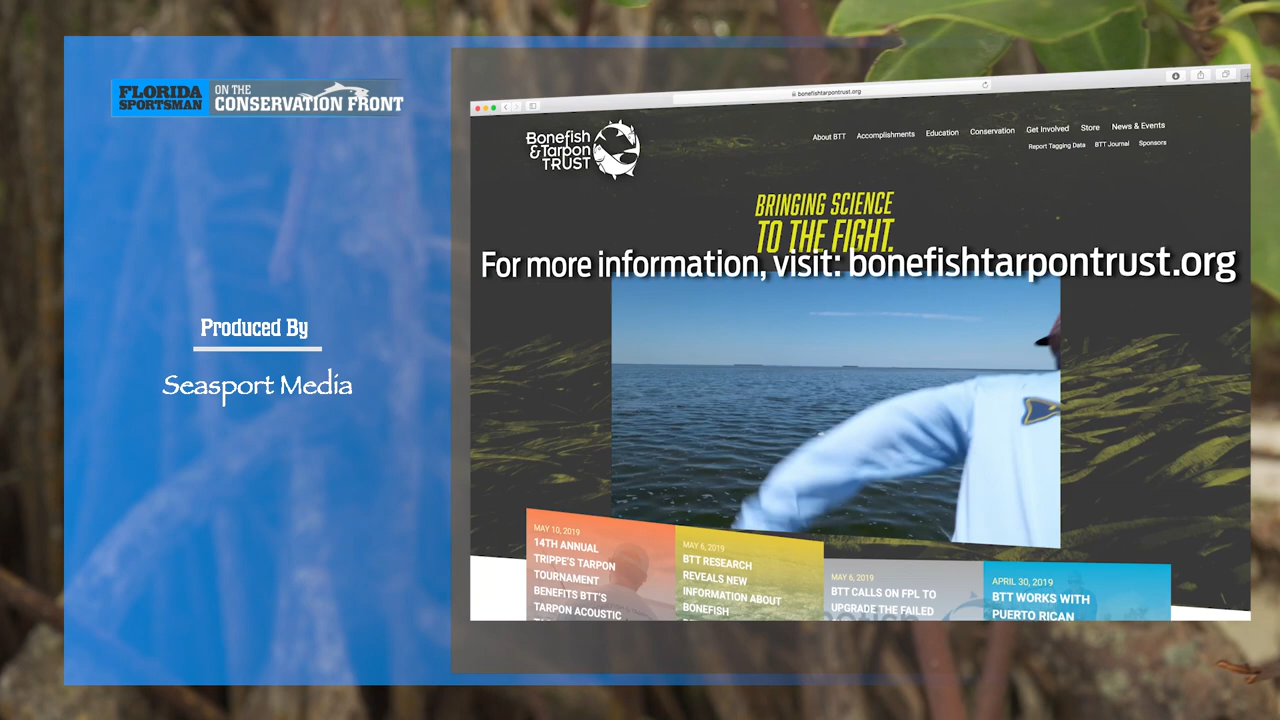 FLORIDA
SPORTSMAN
ON THE
CONSERVATION FRONT
Produced By
Seasport Media
bonefishtarpontrust.org
Bonefish
& Tarpon
TRUST
About BTT Accomplishments Education Conservation Get Involved Store News & Events
Report Tagging Data BTT Journal Sponsors
BRINGING SCIENCE
TO THE FIGHT.
For more information, visit: bonefishtarpontrust.org
MAY 10, 2019
14TH ANNUAL
TRIPPE'S TARPON
TOURNAMENT
BENEFITS BTT'S
TARPON ACOUSTIC
MAY 6, 2019
BTT RESEARCH
REVEALS NEW
INFORMATION ABOUT
BONEFISH
MAY 6, 2019
BTT CALLS ON FPL TO
UPGRADE THE FAILED
APRIL 30, 2019
BTT WORKS WITH
PUERTO RICAN